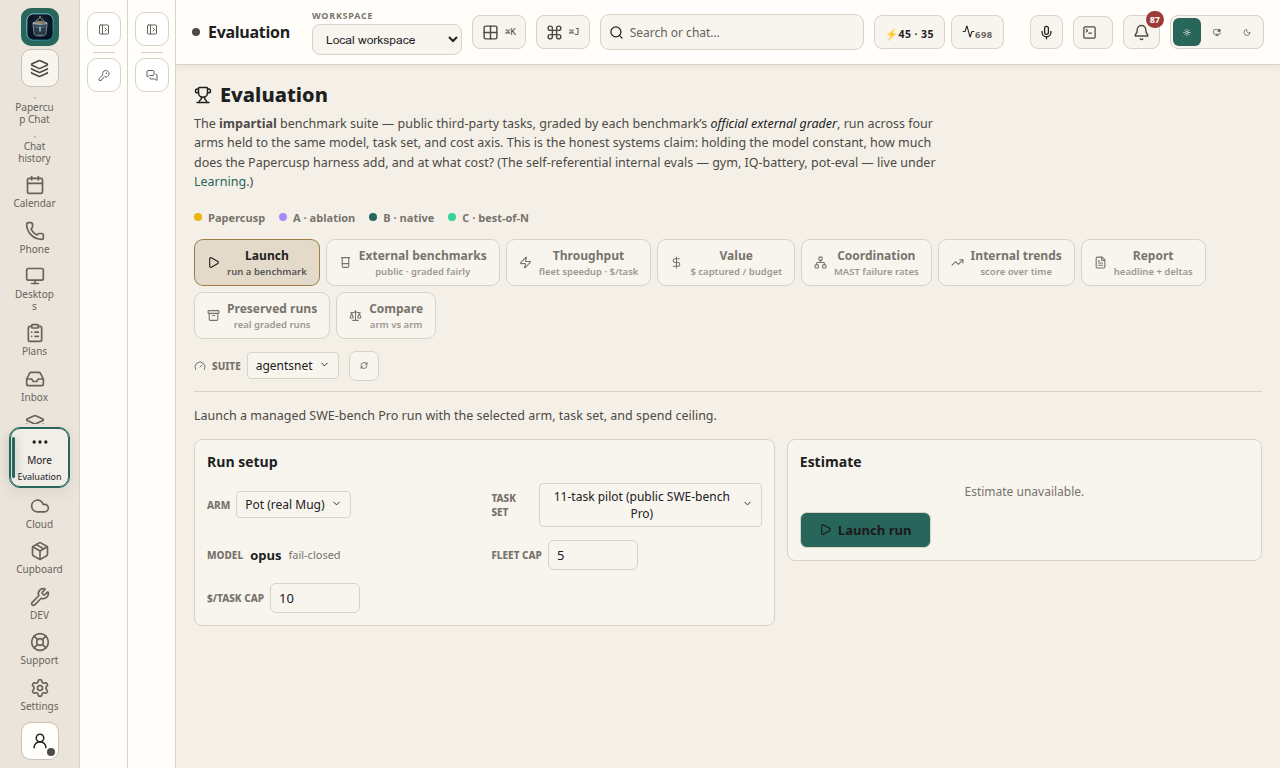 Papercu
p Chat
Chat
history
Calendar
Phone
Desktop
s
Plans
Inbox
More
Evaluation
Cloud
Cupboard
DEV
Support
Settings
Evaluation
WORKSPACE
Local workspace
⌘K
⌘J
Search or chat...
⚡45 · 35
698
87
Evaluation
The impartial benchmark suite — public third-party tasks, graded by each benchmark's official external grader, run across four
arms held to the same model, task set, and cost axis. This is the honest systems claim: holding the model constant, how much
does the Papercusp harness add, and at what cost? (The self-referential internal evals — gym, IQ-battery, pot-eval — live under
Learning.)
Papercusp
A · ablation
B · native
C · best-of-N
Launch
run a benchmark
External benchmarks
public · graded fairly
Throughput
fleet speedup · $/task
Value
$ captured / budget
Coordination
MAST failure rates
Internal trends
score over time
Report
headline + deltas
Preserved runs
real graded runs
Compare
arm vs arm
SUITE
agentsnet
Launch a managed SWE-bench Pro run with the selected arm, task set, and spend ceiling.
Run setup
ARM
Pot (real Mug)
TASK
SET
11-task pilot (public SWE-bench
Pro)
MODEL opus fail-closed
FLEET CAP
5
$/TASK CAP
10
Estimate
Estimate unavailable.
Launch run